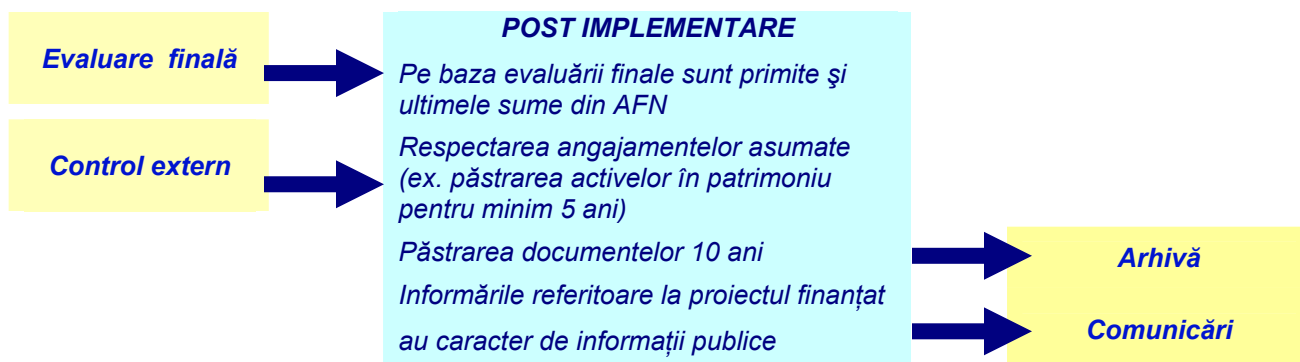 Evaluare finală
Control extern
POST IMPLEMENTARE
Pe baza evaluării finale sunt primite şi
ultimele sume din AFN
Respectarea angajamentelor asumate
(ex. păstrarea activelor în patrimoniu
pentru minim 5 ani)
Păstrarea documentelor 10 ani
Informările referitoare la proiectul finanțat
au caracter de informații publice
Arhivă
Comunicări